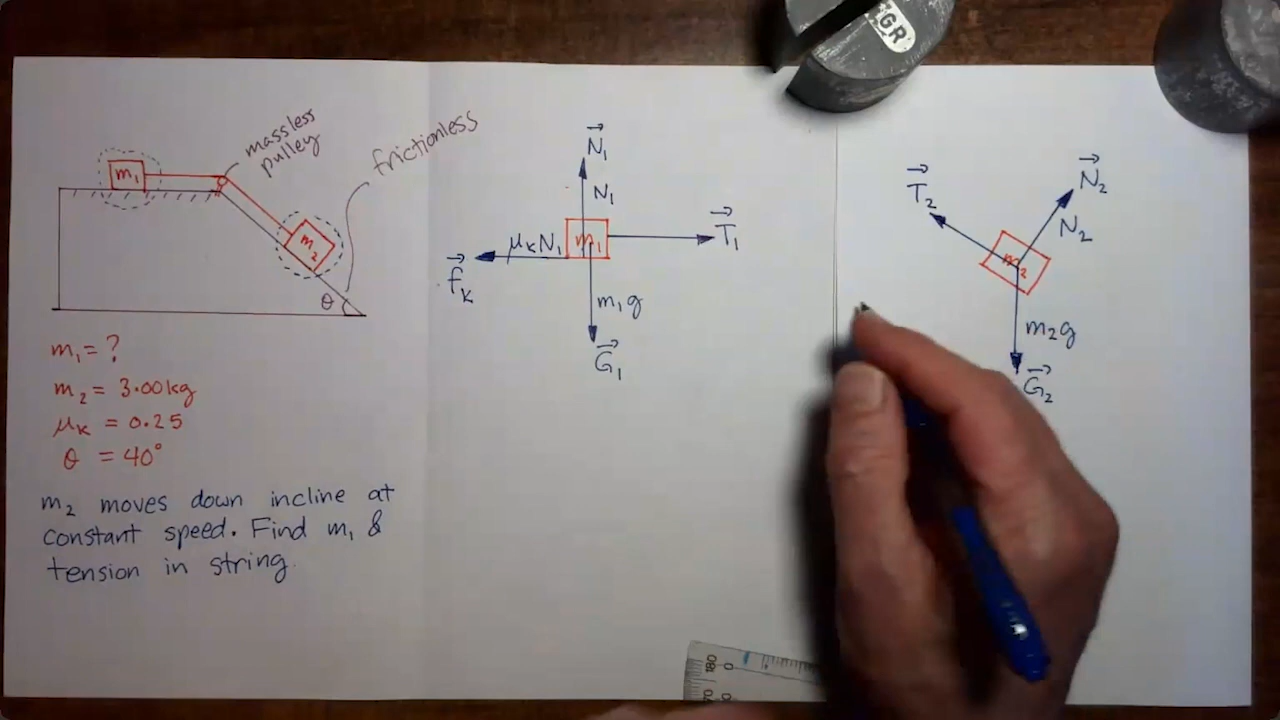 massless
pulley
frictionless
m₁
m₂
θ
m₁ = ?
m₂ = 3.00 kg
μₖ = 0.25
θ = 40°
m₂ moves down incline at
constant speed. Find m₁ &
tension in string.
N⃗₁
N₁
μₖN₁
m₁
T⃗₁
f⃗ₖ
m₁g
G⃗₁
T⃗₂
N⃗₂
N₂
m₂
m₂g
G⃗₂
GR
180 0